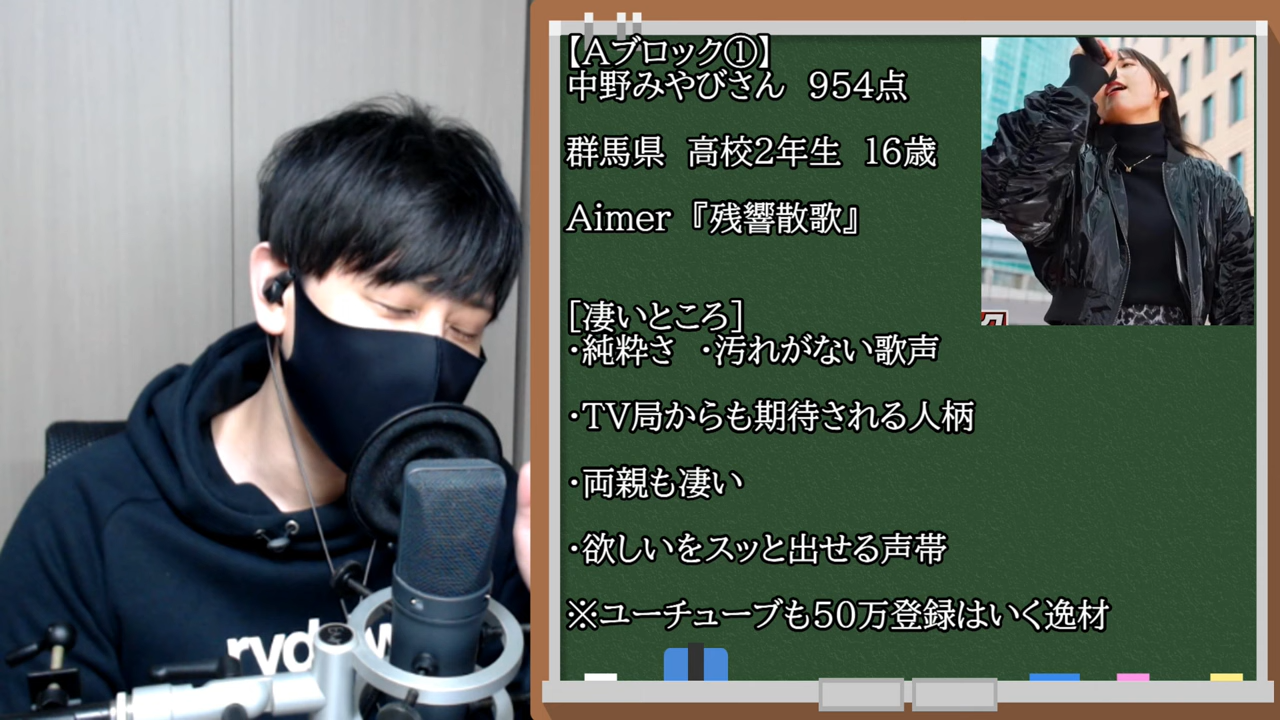 【Aブロック①】
中野みやびさん 954点
群馬県 高校2年生 16歳
Aimer『残響散歌』
[凄いところ]
・純粋さ ・汚れがない歌声
・TV局からも期待される人柄
・両親も凄い
・欲しいをスッと出せる声帯
※ユーチューブも50万登録はいく逸材